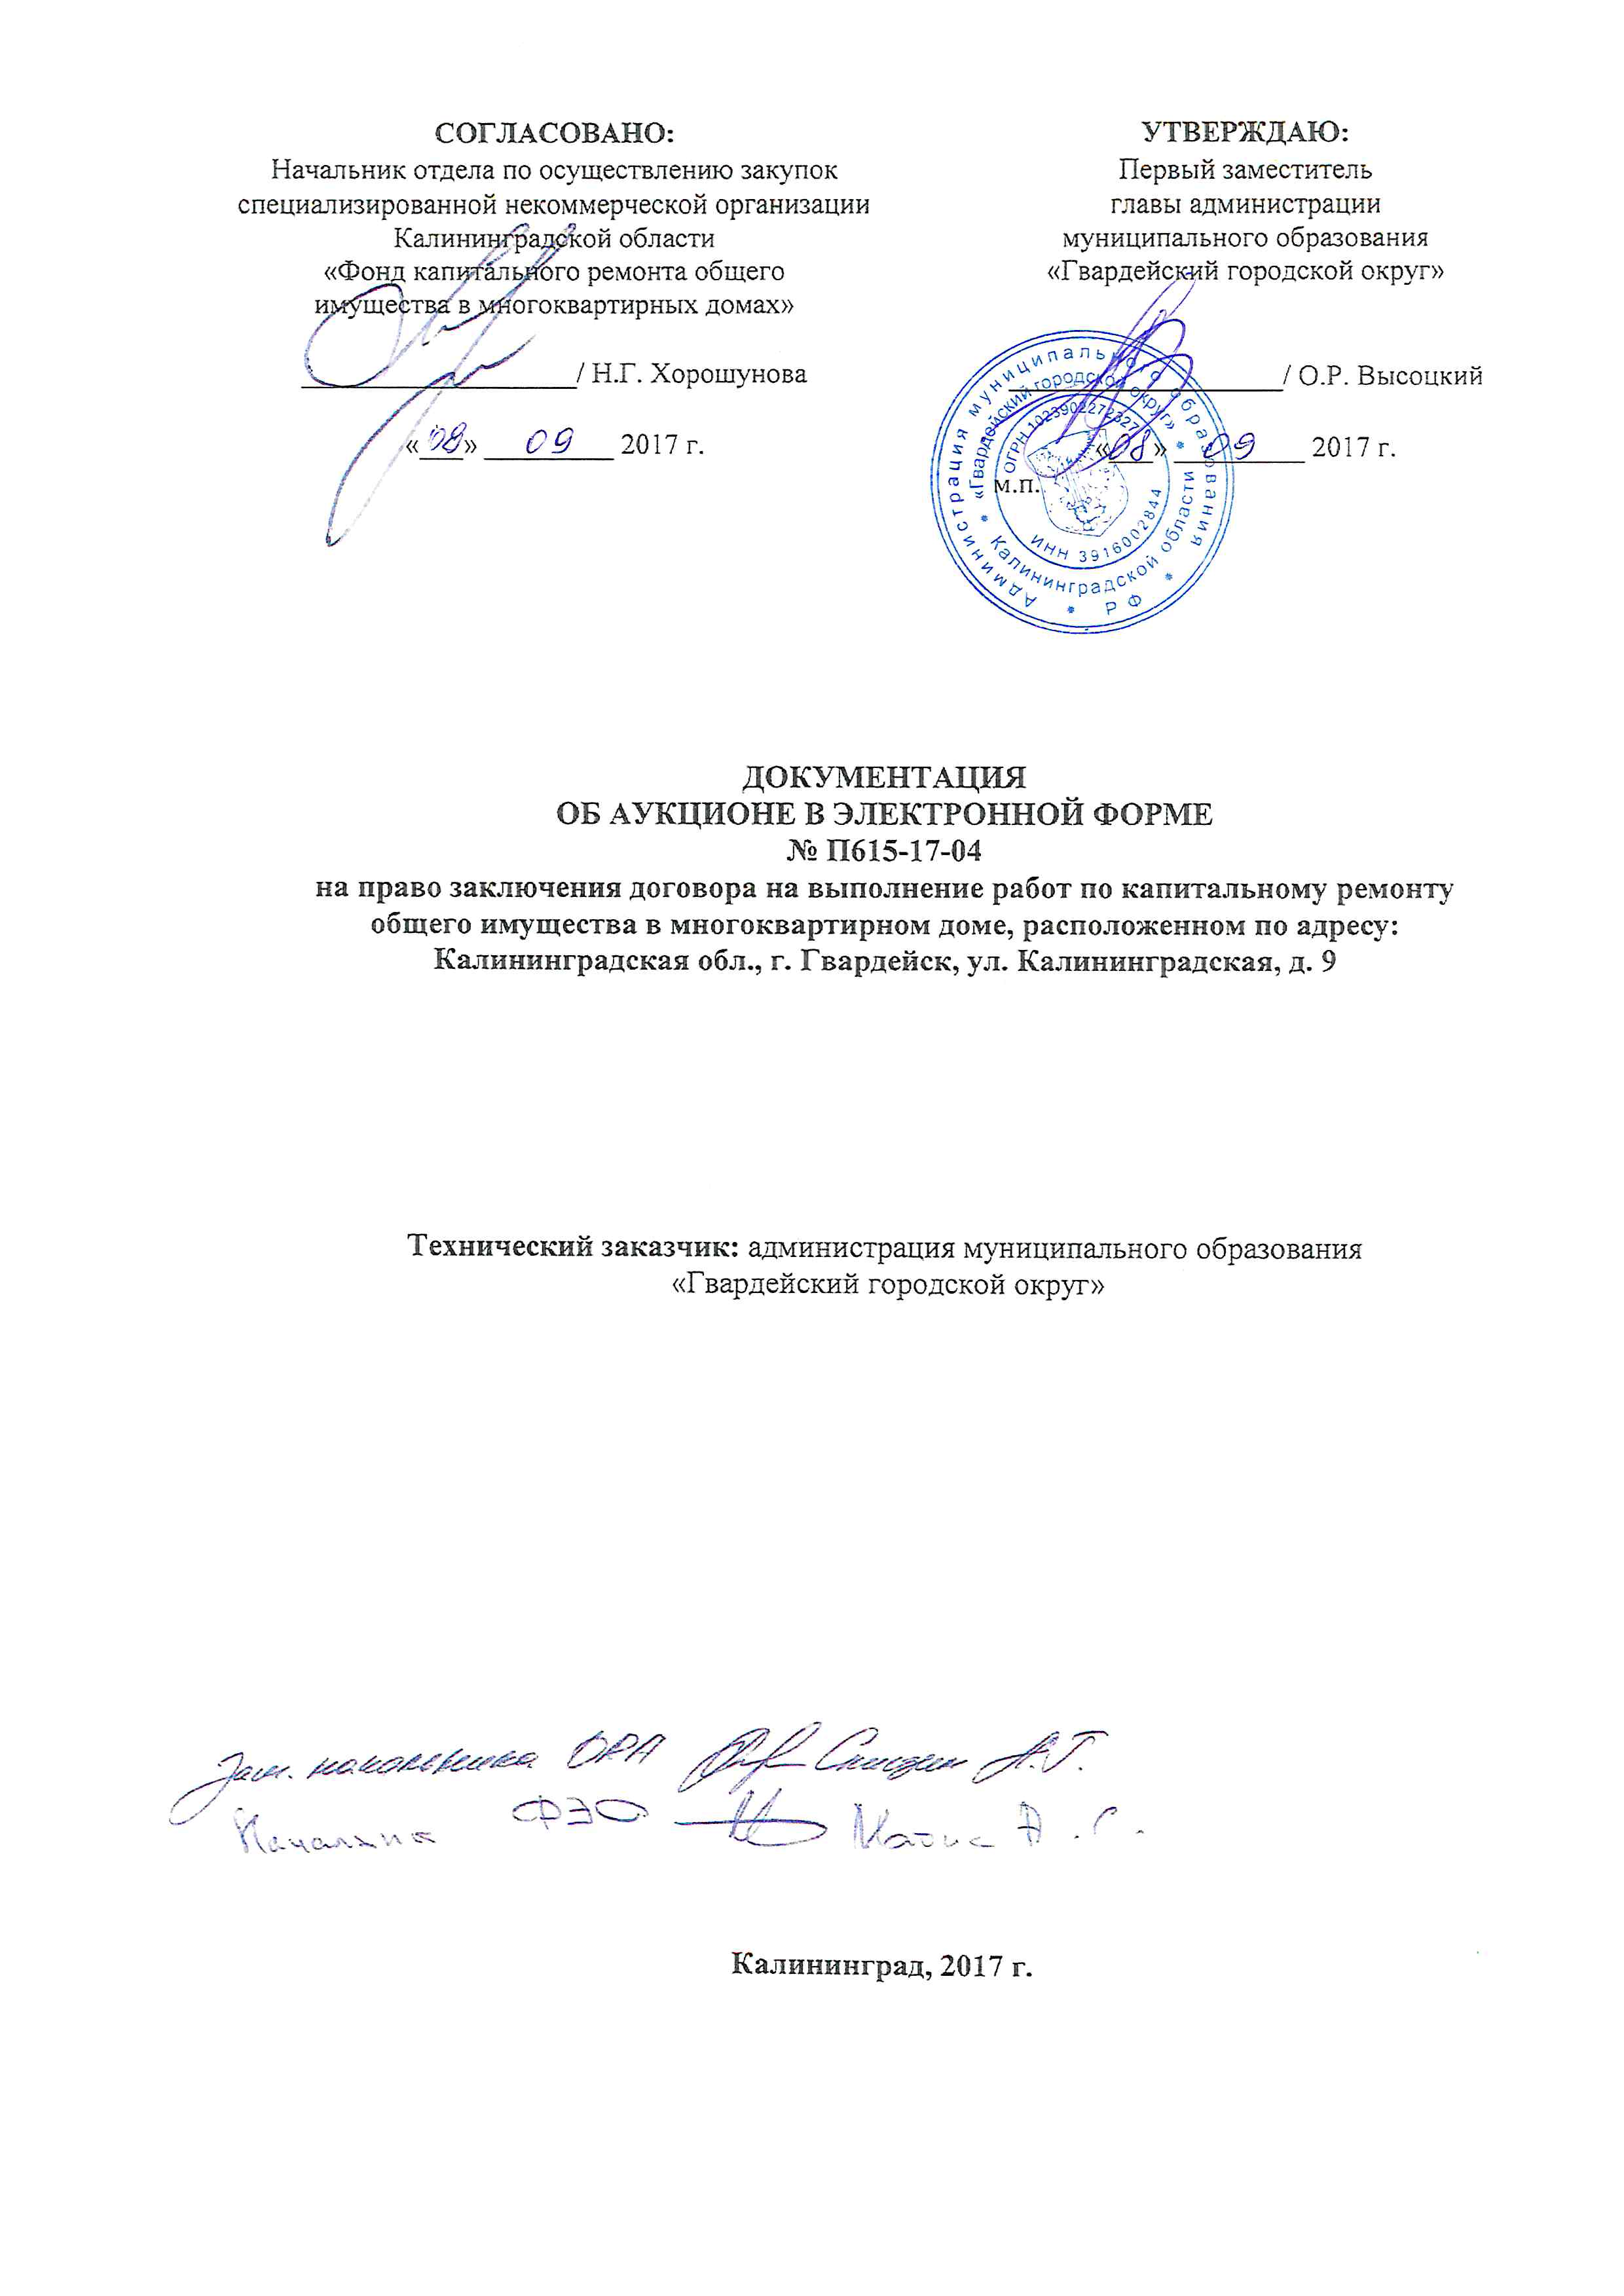 СОГЛАСОВАНО:
Начальник отдела по осуществлению закупок
специализированной некоммерческой организации
Калининградской области
«Фонд капитального ремонта общего
имущества в многоквартирных домах»
/ Н.Г. Хорошунова
«08» 09 2017 г.
УТВЕРЖДАЮ:
Первый заместитель
главы администрации
муниципального образования
«Гвардейский городской округ»
/ О.Р. Высоцкий
«08» 09 2017 г.
м.п.
Администрация муниципального образования
«Гвардейский городской округ»
Калининградской области
РФ
ОГРН 1023902272327
ИНН 3916002844
ДОКУМЕНТАЦИЯ
ОБ АУКЦИОНЕ В ЭЛЕКТРОННОЙ ФОРМЕ
№ П615-17-04
на право заключения договора на выполнение работ по капитальному ремонту
общего имущества в многоквартирном доме, расположенном по адресу:
Калининградская обл., г. Гвардейск, ул. Калининградская, д. 9
Технический заказчик: администрация муниципального образования
«Гвардейский городской округ»
Зам. начальника ОРА А.Г.
ФЭО А.С.
Калининград, 2017 г.